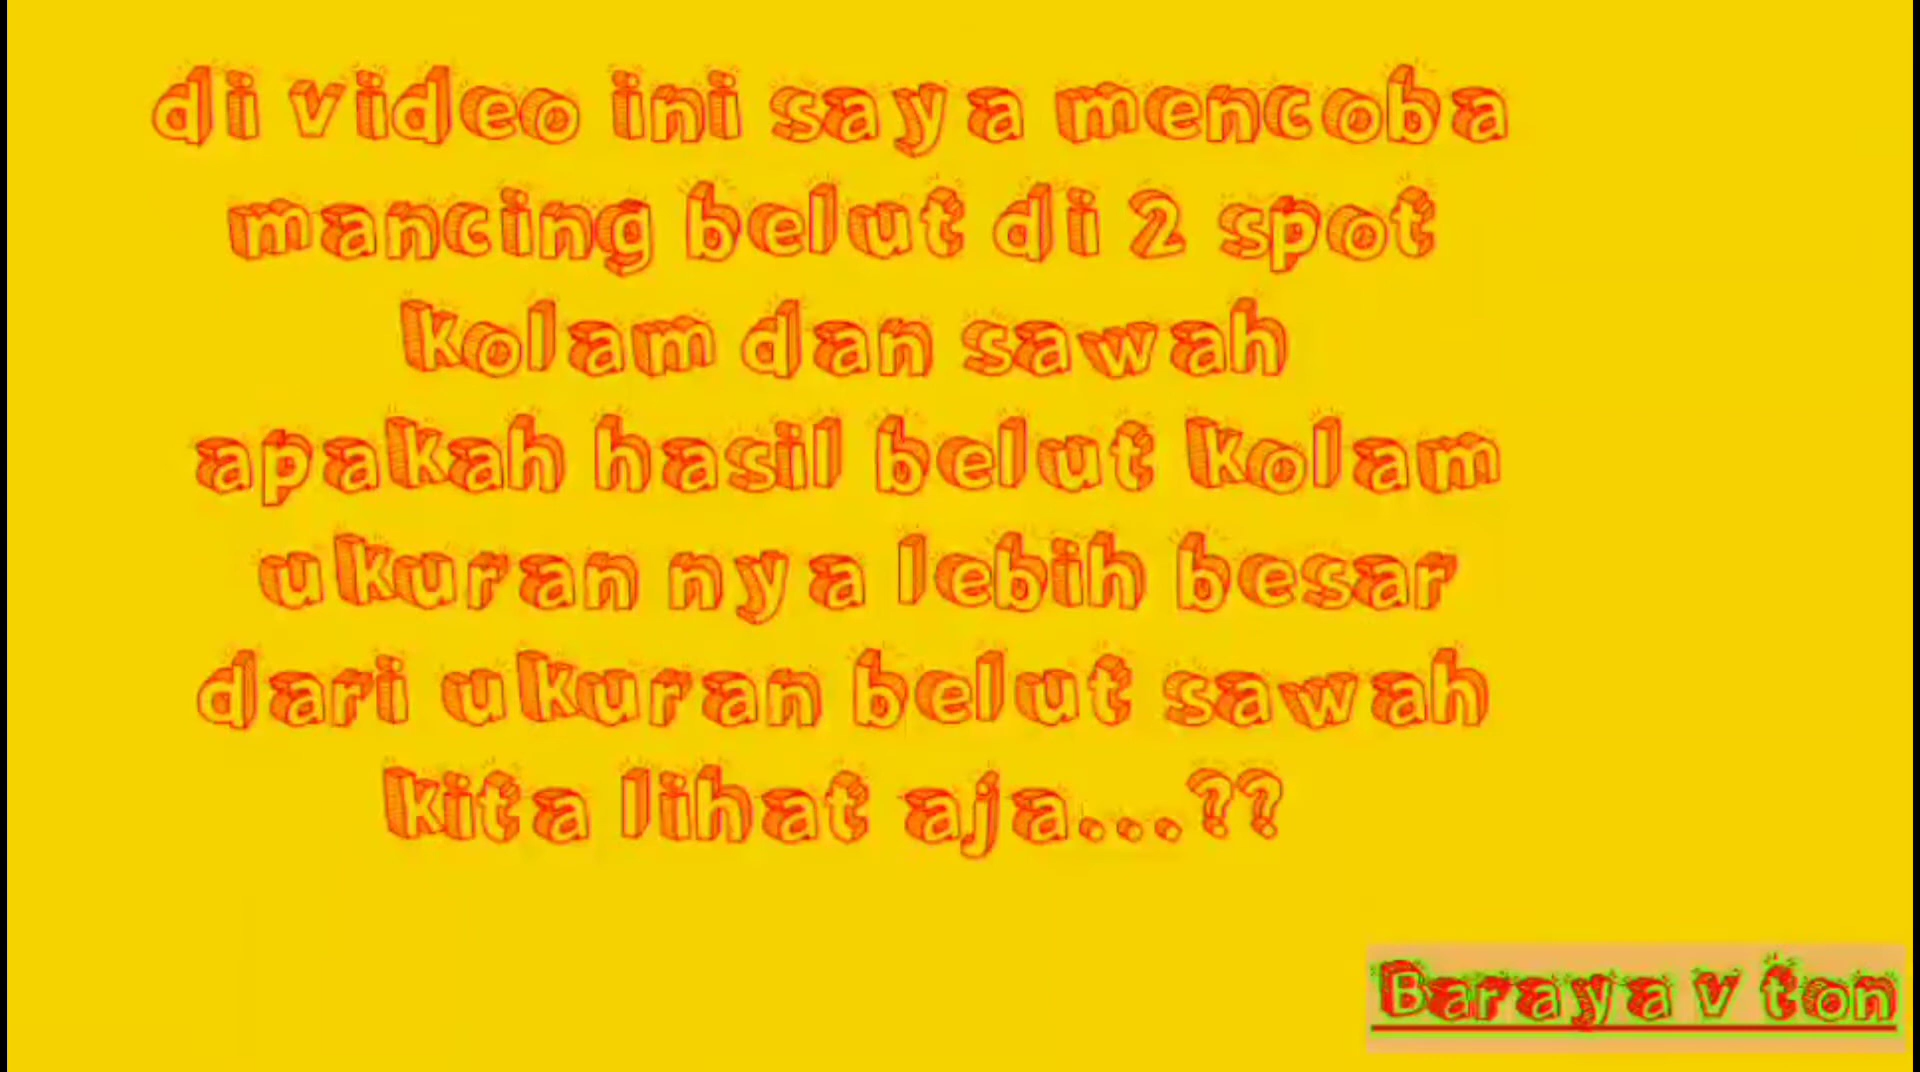 di video ini saya mencoba
mancing belut di 2 spot
kolam dan sawah
apakah hasil belut kolam
ukuran nya lebih besar
dari ukuran belut sawah
kita lihat aja...??
Baraya v ton